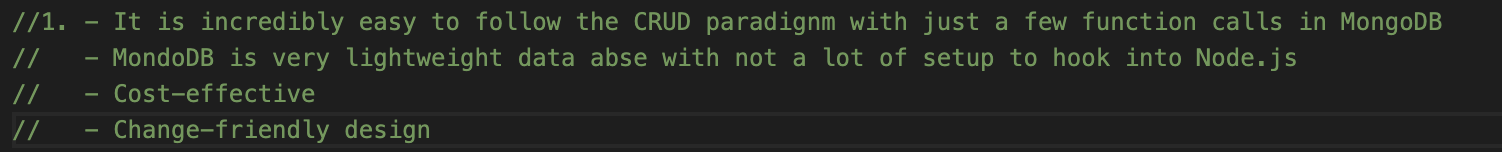 //1. - It is incredibly easy to follow the CRUD paradignm with just a few function calls in MongoDB
//   - MondoDB is very lightweight data abse with not a lot of setup to hook into Node.js
//   - Cost-effective
//   - Change-friendly design